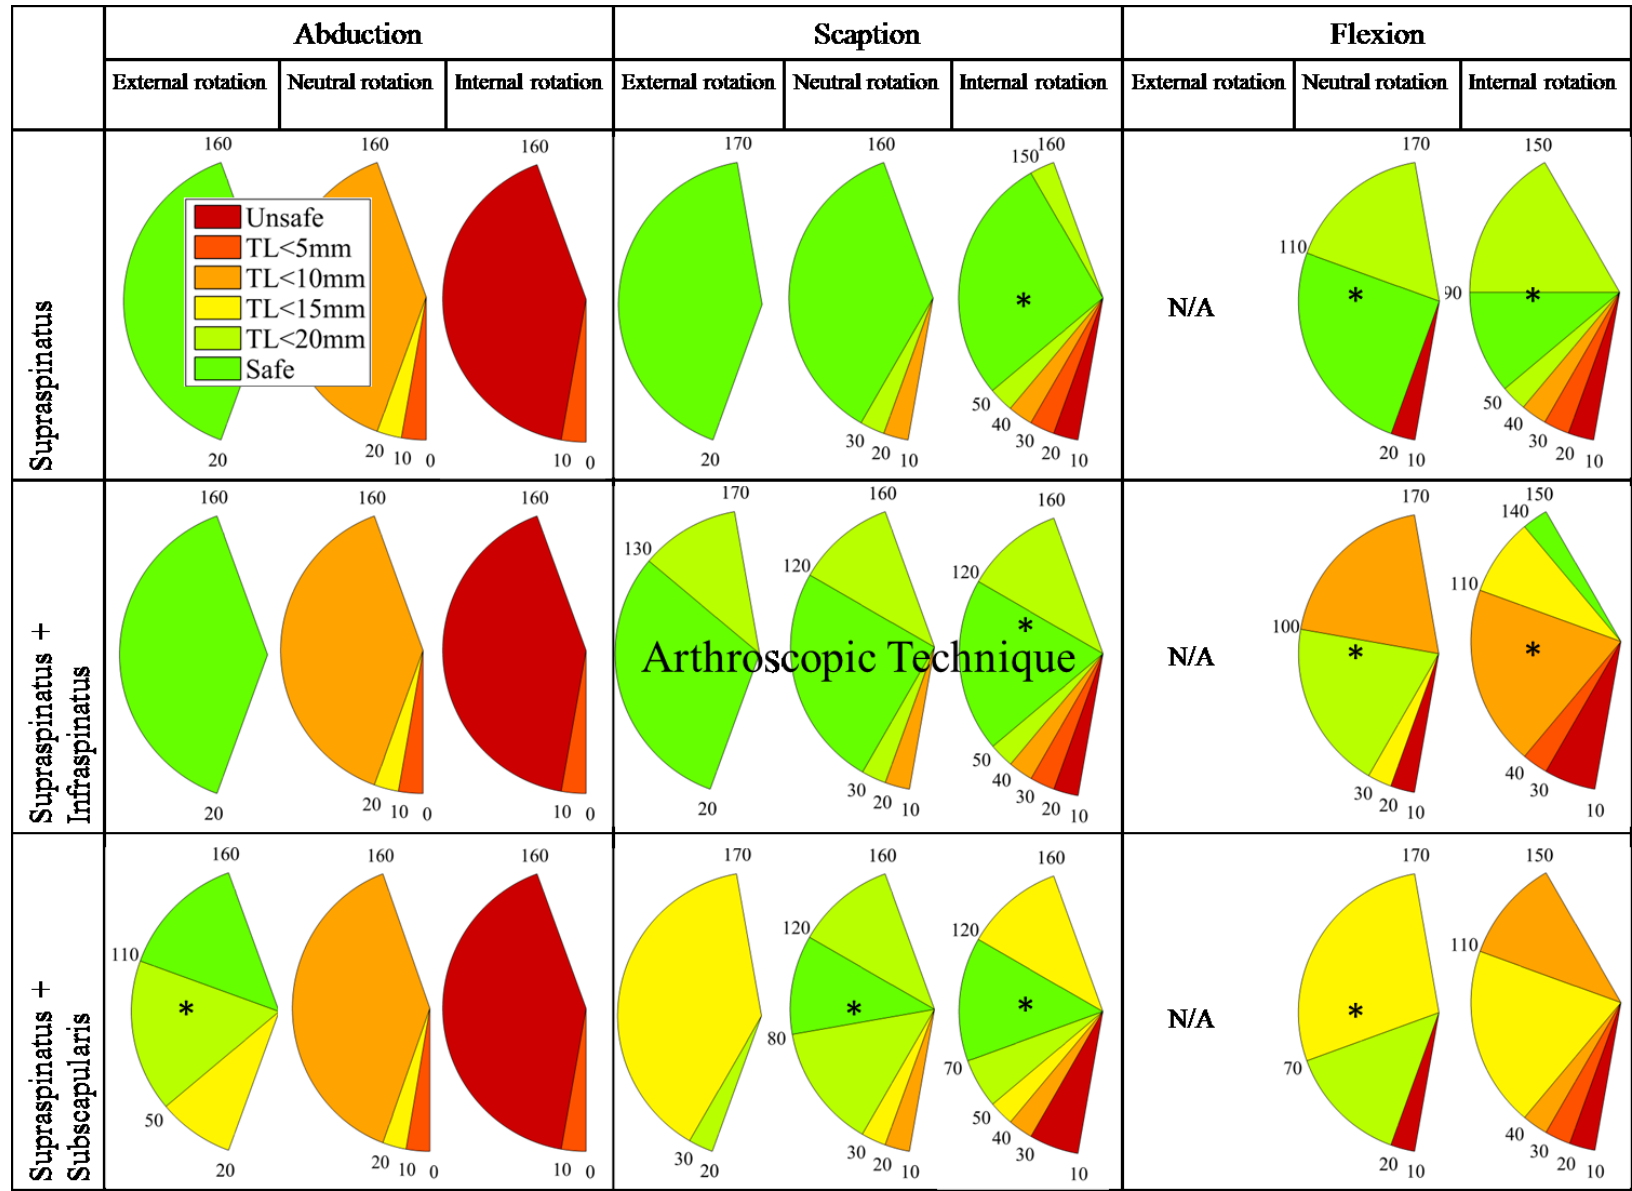 Abduction Scaption Flexion
External rotation Neutral rotation Internal rotation External rotation Neutral rotation Internal rotation External rotation Neutral rotation Internal rotation
Supraspinatus
160 160 160 170 160 150 160 170 150
Unsafe
TL<5mm
TL<10mm
TL<15mm
TL<20mm
Safe
110 90
* N/A * *
20 20 10 0 10 0 20 30 20 10 50 40 30 20 10 20 10 50 40 30 20 10
Supraspinatus +
Infraspinatus
160 160 160 170 160 160 170 150
140
130 120 120 110
100
* * *
Arthroscopic Technique N/A
20 20 10 0 10 0 20 30 20 10 50 40 30 20 10 30 20 10 40 30 10
Supraspinatus +
Subscapularis
160 160 160 170 160 160 170 150
110 120 120 110
* * * N/A *
80 70 70
50 20 20 10 0 10 0 30 20 30 20 10 50 40 30 10 20 10 40 30 20 10